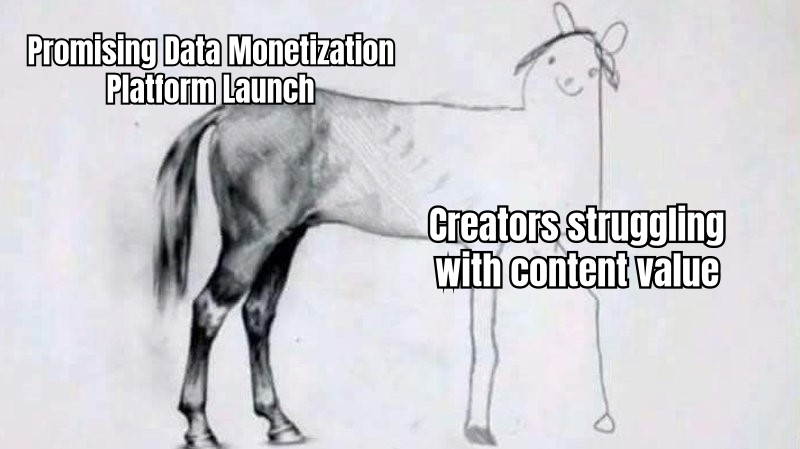 Promising Data Monetization
Platform Launch
Creators struggling
with content value